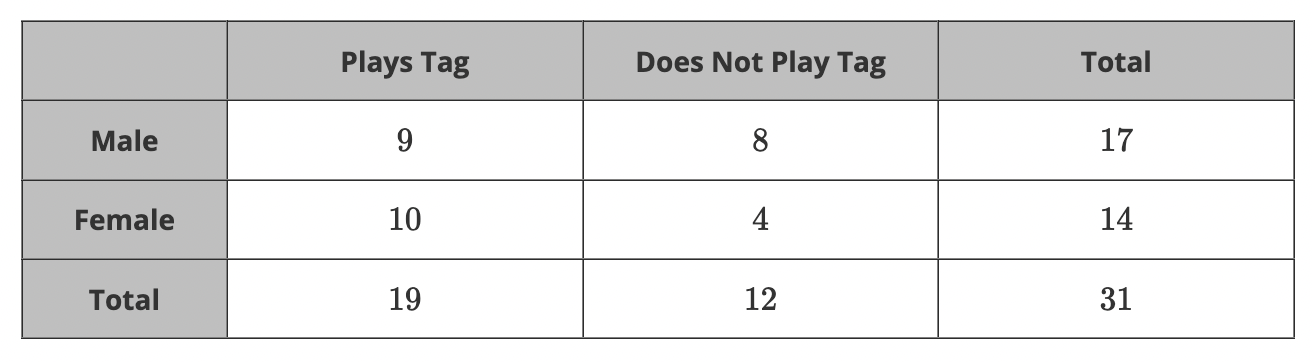 Plays Tag Does Not Play Tag Total
Male 9 8 17
Female 10 4 14
Total 19 12 31